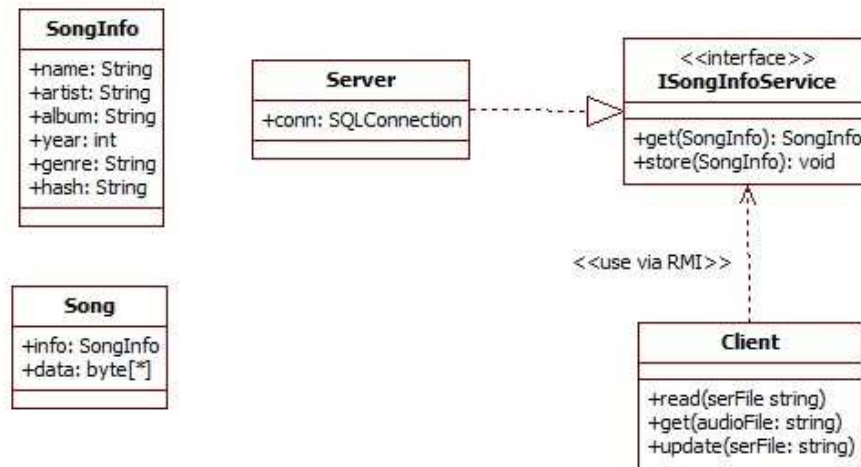 SongInfo
+name: String
+artist: String
+album: String
+year: int
+genre: String
+hash: String
Server
+conn: SQLConnection
<<interface>>
ISongInfoService
+get(SongInfo): SongInfo
+store(SongInfo): void
<<use via RMI>>
Song
+info: SongInfo
+data: byte[*]
Client
+read(serFile string)
+get(audioFile: string)
+update(serFile: string)